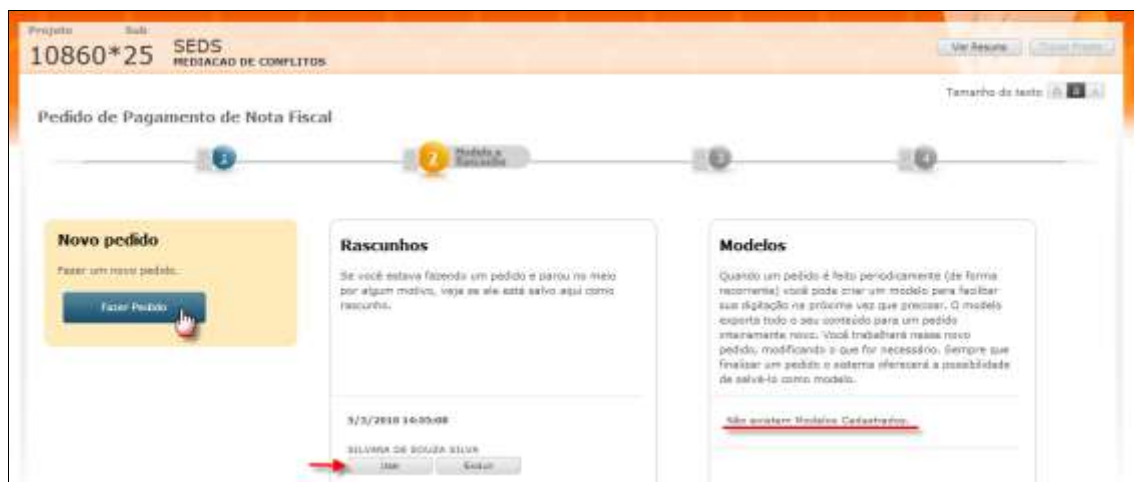 Projeto Sub
10860*25 SEDS
MEDIACAO DE CONFLITOS
Ver Resumo
Tamanho do texto A A A
Pedido de Pagamento de Nota Fiscal
1
2 Modelo e Rascunho
3
4
Novo pedido
Fazer um novo pedido.
Fazer Pedido
Rascunhos
Se você estava fazendo um pedido e parou no meio
por algum motivo, veja se ele está salvo aqui como
rascunho.
5/3/2010 14:05:08
SILVANA DE SOUZA SILVA
Usar Excluir
Modelos
Quando um pedido é feito periodicamente (de forma
recorrente) você pode criar um modelo para facilitar
sua digitação na próxima vez que precisar. O modelo
exporta todo o seu conteúdo para um pedido
inteiramente novo. Você trabalhará nesse novo
pedido, modificando o que for necessário. Sempre que
finalizar um pedido o sistema oferecerá a possibilidade
de salvá-lo como modelo.
Não existem Modelos Cadastrados.